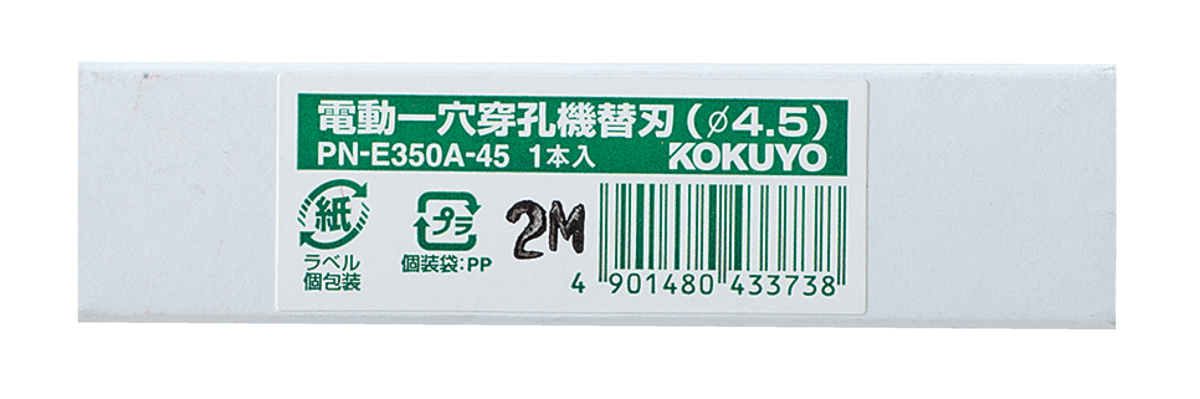 電動一穴穿孔機替刃(φ4.5)
PN-E350A-45 1本入 KOKUYO
紙
ラベル
個包装
プラ
個装袋:PP
2M
4 901480 433738